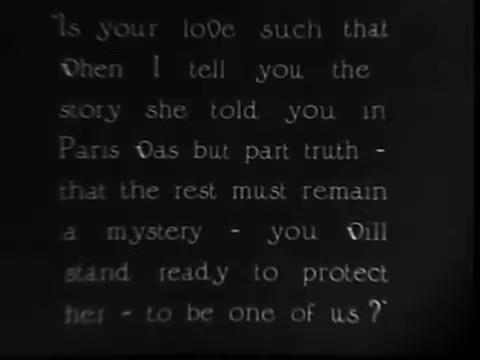 "Is your love such that
when I tell you the
story she told you in
Paris was but part truth -
that the rest must remain
a mystery - you will
stand ready to protect
her - to be one of us?"